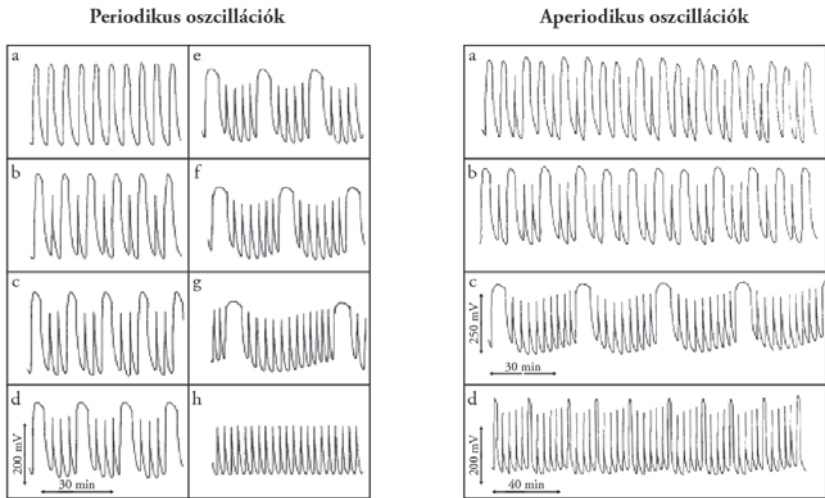 Periodikus oszcillációk
a
b
c
d
200 mV
30 min
e
f
g
h
Aperiodikus oszcillációk
a
b
c
250 mV
30 min
d
200 mV
40 min